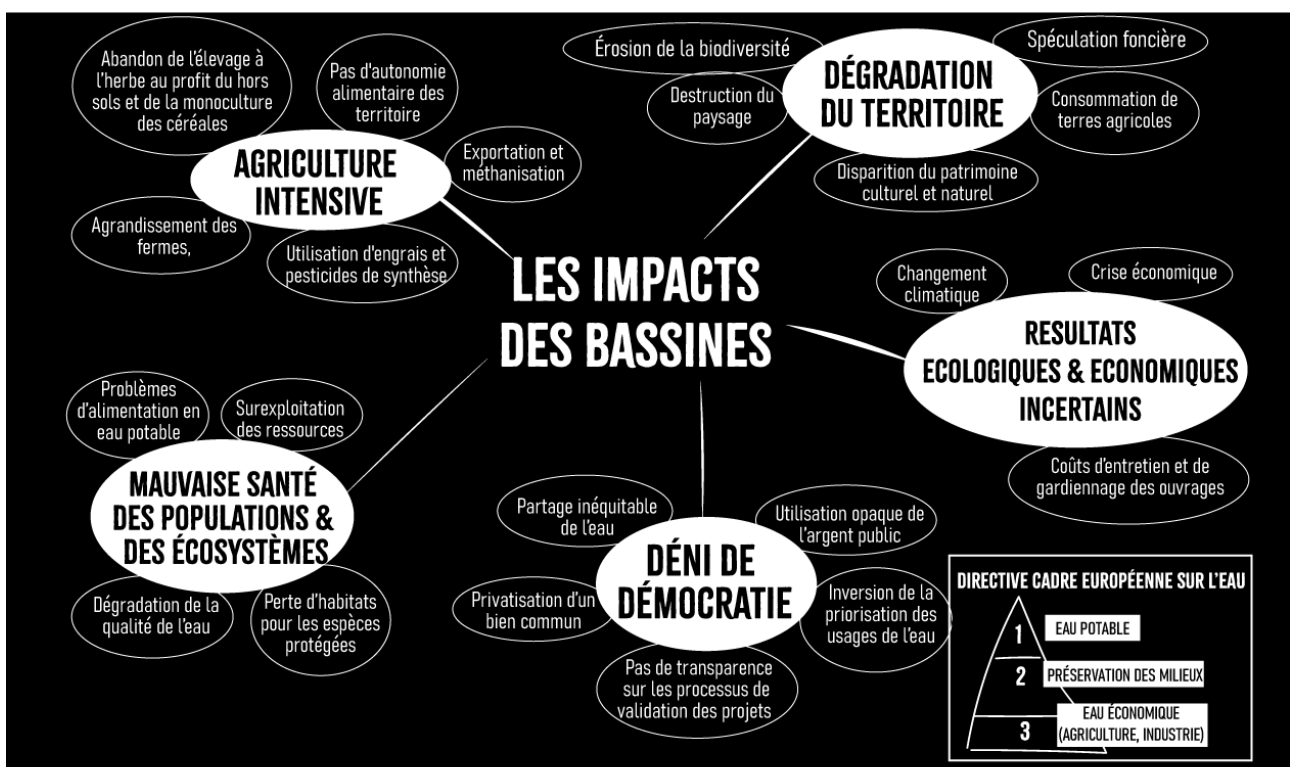 Abandon de l'élevage à
l'herbe au profit du hors
sols et de la monoculture
des céréales
Pas d'autonomie
alimentaire des
territoire
Exportation et
méthanisation
AGRICULTURE
INTENSIVE
Agrandissement des
fermes,
Utilisation d'engrais et
pesticides de synthèse
Érosion de la biodiversité
Spéculation foncière
Destruction du
paysage
DÉGRADATION
DU TERRITOIRE
Consommation de
terres agricoles
Disparition du patrimoine
culturel et naturel
LES IMPACTS
DES BASSINES
Changement
climatique
Crise économique
RESULTATS
ECOLOGIQUES & ECONOMIQUES
INCERTAINS
Coûts d'entretien et de
gardiennage des ouvrages
Problèmes
d'alimentation en
eau potable
Surexploitation
des ressources
MAUVAISE SANTÉ
DES POPULATIONS &
DES ÉCOSYSTÈMES
Dégradation de la
qualité de l'eau
Perte d'habitats
pour les espèces
protégées
Partage inéquitable
de l'eau
Utilisation opaque de
l'argent public
DÉNI DE
DÉMOCRATIE
Privatisation d'un
bien commun
Inversion de la
priorisation des
usages de l'eau
Pas de transparence
sur les processus de
validation des projets
DIRECTIVE CADRE EUROPÉENNE SUR L'EAU
1 EAU POTABLE
2 PRÉSERVATION DES MILIEUX
3 EAU ÉCONOMIQUE
(AGRICULTURE, INDUSTRIE)